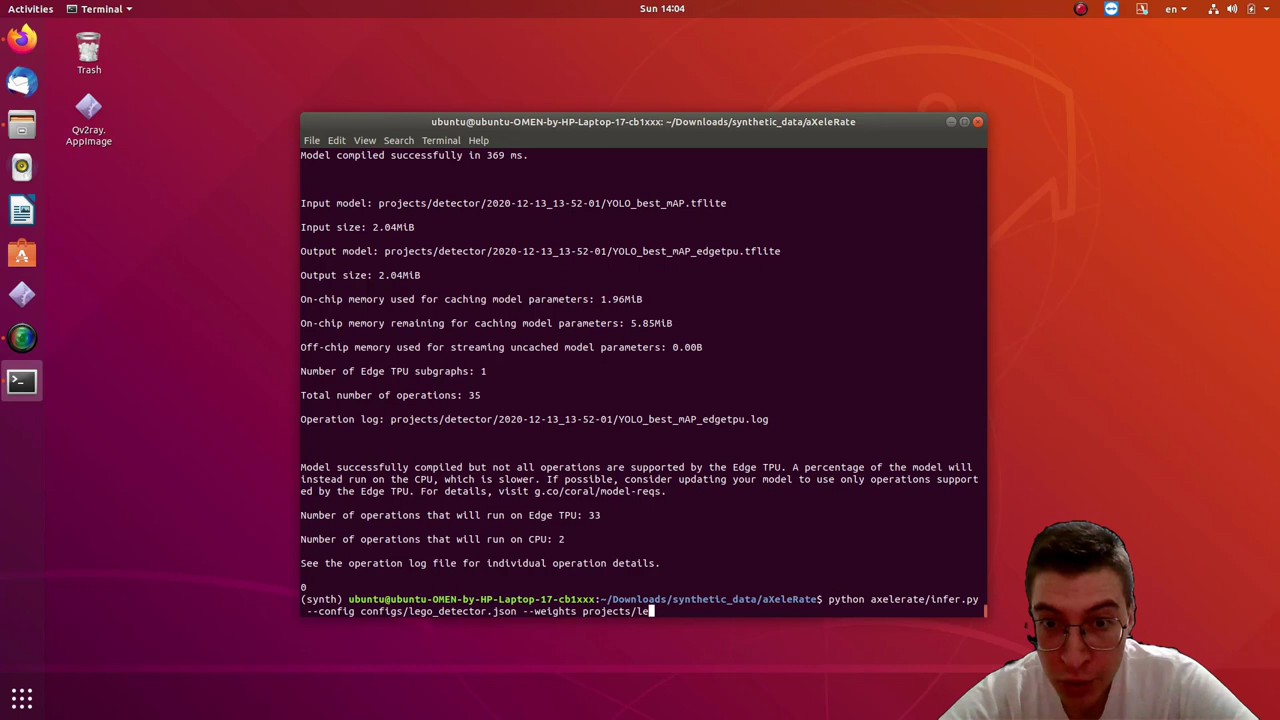 Activities
Terminal
Sun 14:04
en
Trash
Qv2ray.
AppImage
ubuntu@ubuntu-OMEN-by-HP-Laptop-17-cb1xxx: ~/Downloads/synthetic_data/aXeleRate
File Edit View Search Terminal Help
Model compiled successfully in 369 ms.
Input model: projects/detector/2020-12-13_13-52-01/YOLO_best_mAP.tflite
Input size: 2.04MiB
Output model: projects/detector/2020-12-13_13-52-01/YOLO_best_mAP_edgetpu.tflite
Output size: 2.04MiB
On-chip memory used for caching model parameters: 1.96MiB
On-chip memory remaining for caching model parameters: 5.85MiB
Off-chip memory used for streaming uncached model parameters: 0.00B
Number of Edge TPU subgraphs: 1
Total number of operations: 35
Operation log: projects/detector/2020-12-13_13-52-01/YOLO_best_mAP_edgetpu.log
Model successfully compiled but not all operations are supported by the Edge TPU. A percentage of the model will
instead run on the CPU, which is slower. If possible, consider updating your model to use only operations support
ed by the Edge TPU. For details, visit g.co/coral/model-reqs.
Number of operations that will run on Edge TPU: 33
Number of operations that will run on CPU: 2
See the operation log file for individual operation details.
0
(synth) ubuntu@ubuntu-OMEN-by-HP-Laptop-17-cb1xxx:~/Downloads/synthetic_data/aXeleRate$ python axelerate/infer.py
--config configs/lego_detector.json --weights projects/le